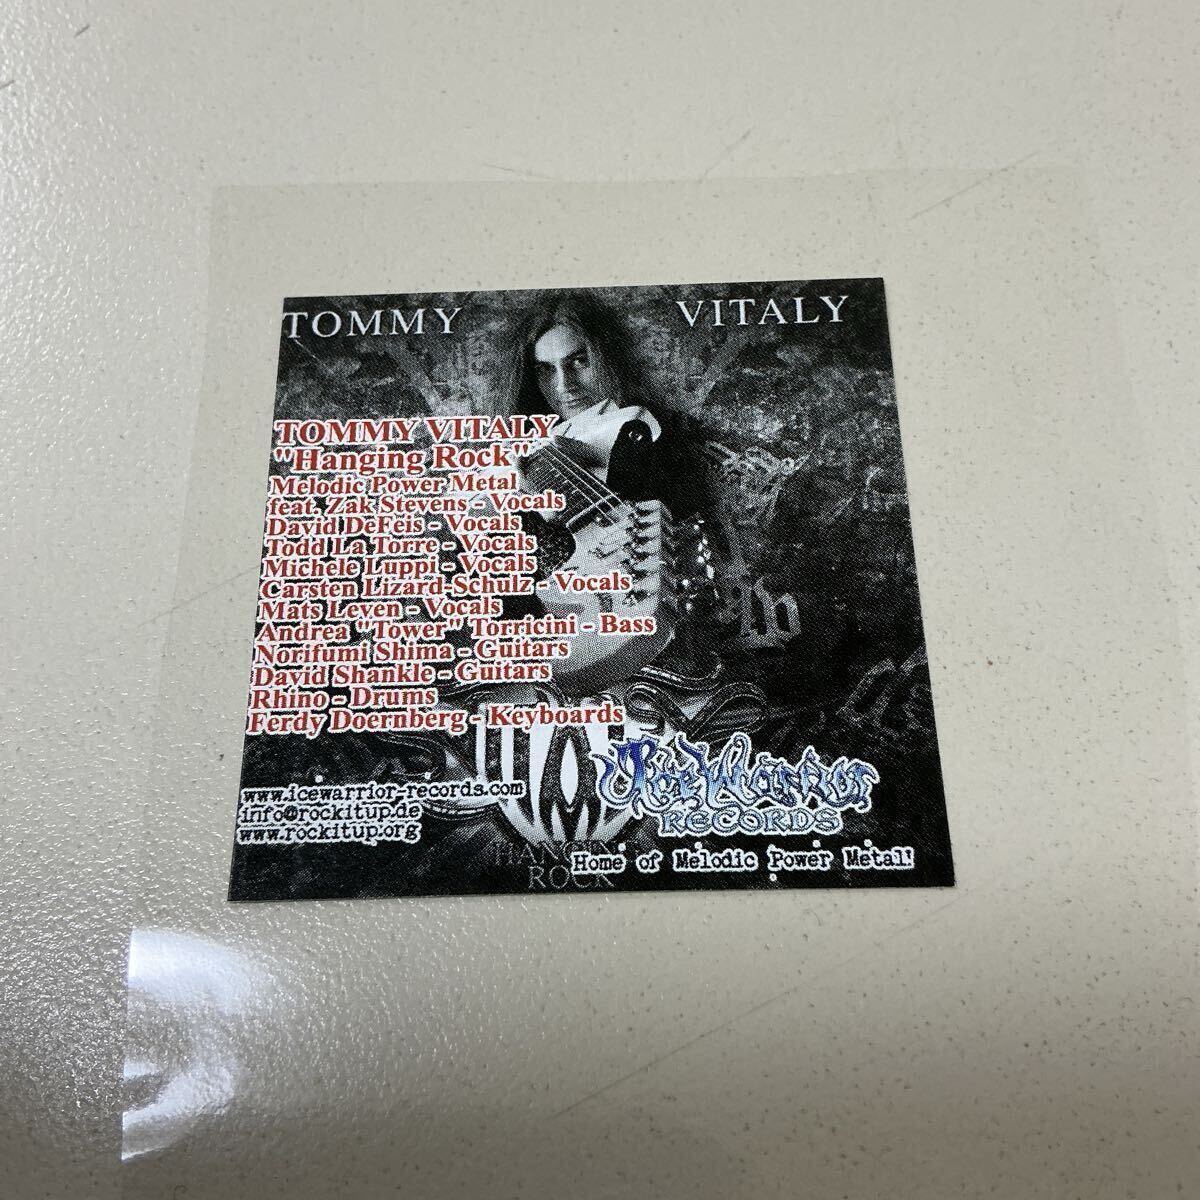 TOMMY VITALY
TOMMY VITALY
"Hanging Rock"
Melodic Power Metal
feat. Zak Stevens - Vocals
David DeFeis - Vocals
Todd La Torre - Vocals
Michele Luppi - Vocals
Carsten Lizard-Schulz - Vocals
Mats Leven - Vocals
Andrea "Tower" Torricini - Bass
Norifumi Shima - Guitars
David Shankle - Guitars
Rhino - Drums
Ferdy Doernberg - Keyboards
www.icewarrior-records.com
info@rockitup.de
www.rockitup.org
IceWarrior
RECORDS
Home of Melodic Power Metal!
HANGING
ROCK